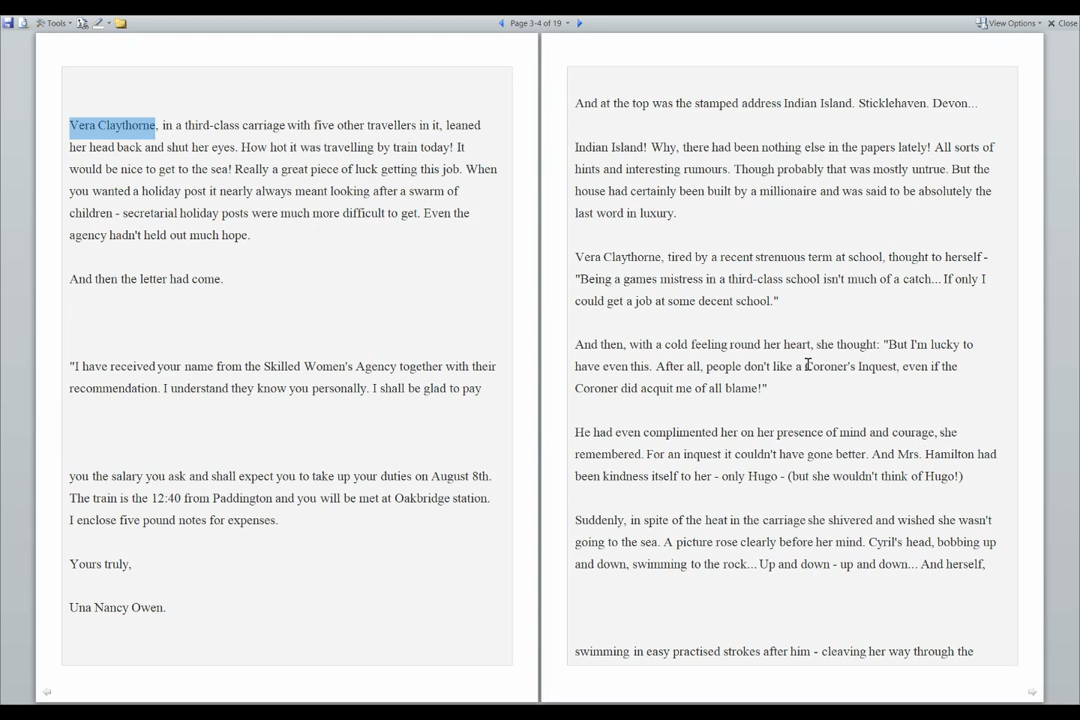 Tools
Page 3-4 of 19
View Options
Close
Vera Claythorne, in a third-class carriage with five other travellers in it, leaned
her head back and shut her eyes. How hot it was travelling by train today! It
would be nice to get to the sea! Really a great piece of luck getting this job. When
you wanted a holiday post it nearly always meant looking after a swarm of
children - secretarial holiday posts were much more difficult to get. Even the
agency hadn't held out much hope.
And then the letter had come.
"I have received your name from the Skilled Women's Agency together with their
recommendation. I understand they know you personally. I shall be glad to pay
you the salary you ask and shall expect you to take up your duties on August 8th.
The train is the 12:40 from Paddington and you will be met at Oakbridge station.
I enclose five pound notes for expenses.
Yours truly,
Una Nancy Owen.
And at the top was the stamped address Indian Island. Sticklehaven. Devon...
Indian Island! Why, there had been nothing else in the papers lately! All sorts of
hints and interesting rumours. Though probably that was mostly untrue. But the
house had certainly been built by a millionaire and was said to be absolutely the
last word in luxury.
Vera Claythorne, tired by a recent strenuous term at school, thought to herself -
"Being a games mistress in a third-class school isn't much of a catch... If only I
could get a job at some decent school."
And then, with a cold feeling round her heart, she thought: "But I'm lucky to
have even this. After all, people don't like a Coroner's Inquest, even if the
Coroner did acquit me of all blame!"
He had even complimented her on her presence of mind and courage, she
remembered. For an inquest it couldn't have gone better. And Mrs. Hamilton had
been kindness itself to her - only Hugo - (but she wouldn't think of Hugo!)
Suddenly, in spite of the heat in the carriage she shivered and wished she wasn't
going to the sea. A picture rose clearly before her mind. Cyril's head, bobbing up
and down, swimming to the rock... Up and down - up and down... And herself,
swimming in easy practised strokes after him - cleaving her way through the